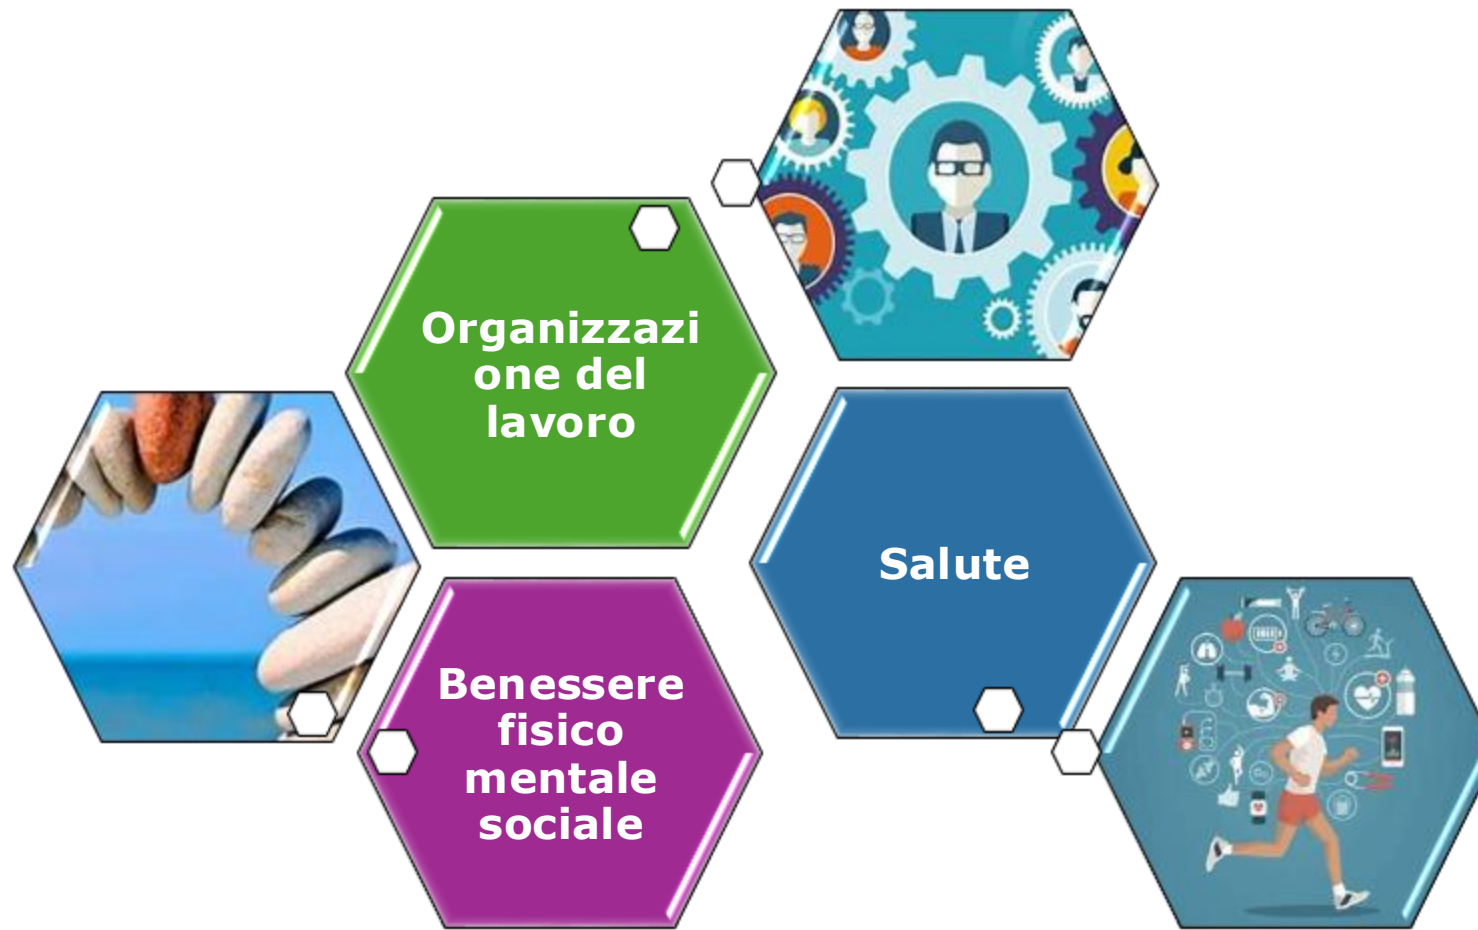 Organizzazi
one del
lavoro
Salute
Benessere
fisico
mentale
sociale